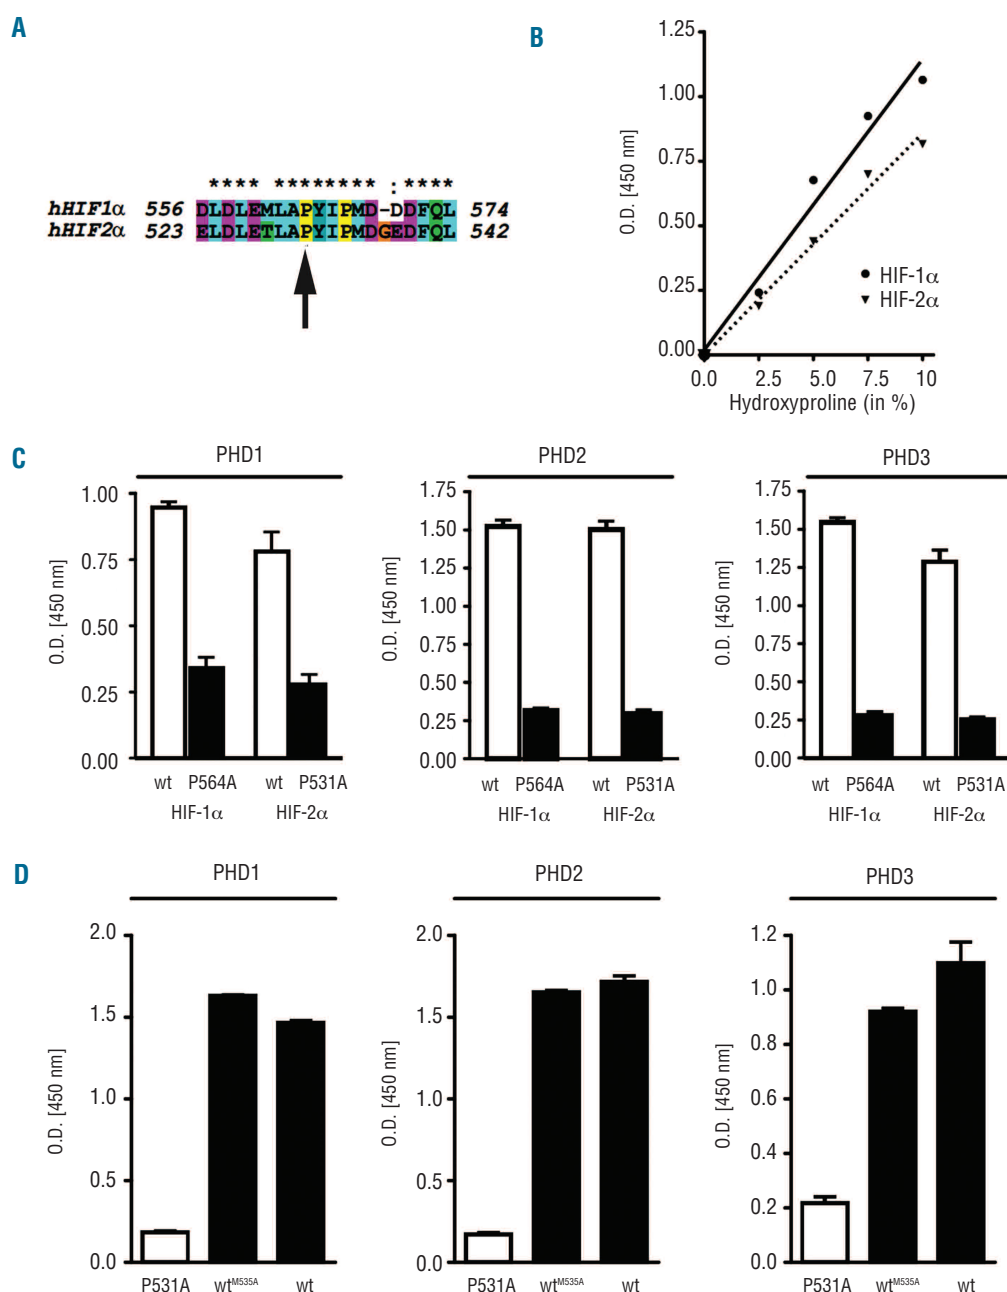 A
**** ******** :****
hHIF1α 556 DLDLEMLAPYIPMD-DDFQL 574
hHIF2α 523 ELDLETLAPYIPMDGEDFQL 542
B
O.D. [450 nm]
1.25
1.00
0.75
0.50
0.25
0.00
HIF-1α
HIF-2α
0.0 2.5 5.0 7.5 10
Hydroxyproline (in %)
C
PHD1
O.D. [450 nm]
1.00
0.75
0.50
0.25
0.00
wt P564A wt P531A
HIF-1α HIF-2α
PHD2
O.D. [450 nm]
1.75
1.50
1.25
1.00
0.75
0.50
0.25
0.00
wt P564A wt P531A
HIF-1α HIF-2α
PHD3
O.D. [450 nm]
1.75
1.50
1.25
1.00
0.75
0.50
0.25
0.00
wt P564A wt P531A
HIF-1α HIF-2α
D
PHD1
O.D. [450 nm]
2.0
1.5
1.0
0.5
0.0
P531A wtM535A wt
PHD2
O.D. [450 nm]
2.0
1.5
1.0
0.5
0.0
P531A wtM535A wt
PHD3
O.D. [450 nm]
1.2
1.0
0.8
0.6
0.4
0.2
0.0
P531A wtM535A wt